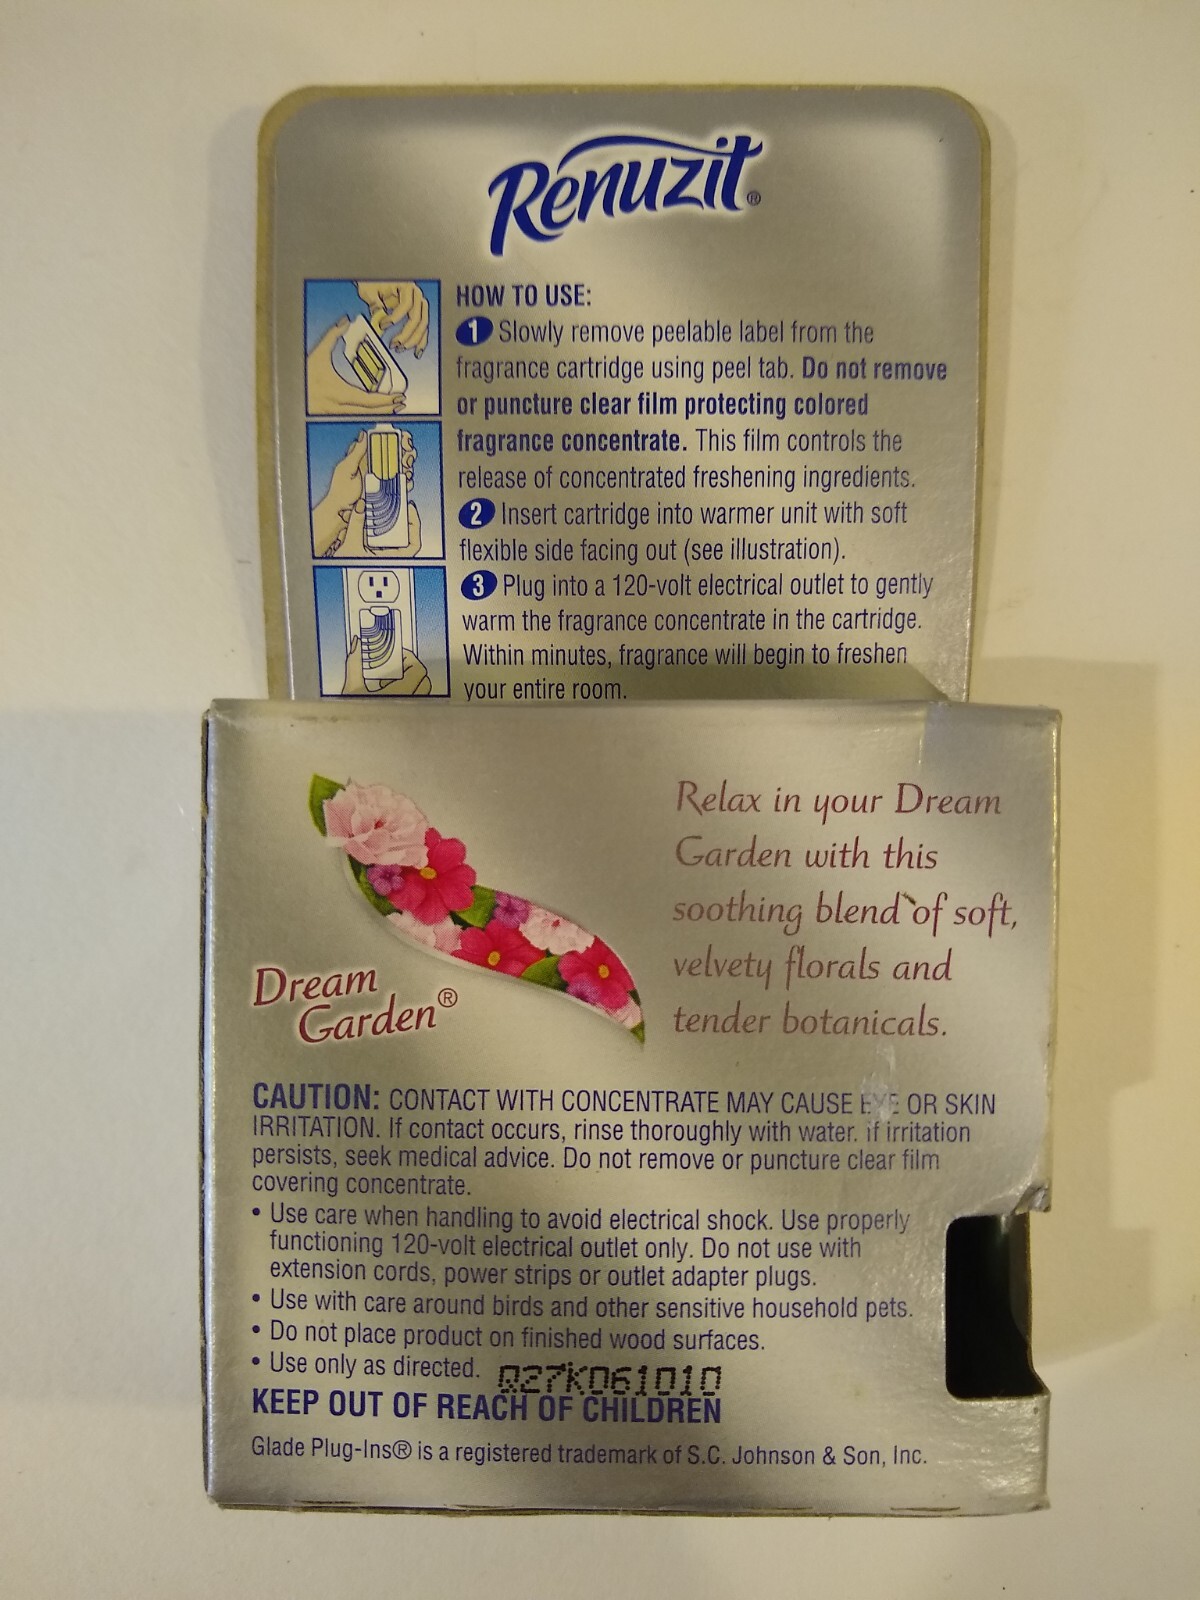 Renuzit®
HOW TO USE:
1 Slowly remove peelable label from the
fragrance cartridge using peel tab. Do not remove
or puncture clear film protecting colored
fragrance concentrate. This film controls the
release of concentrated freshening ingredients.
2 Insert cartridge into warmer unit with soft
flexible side facing out (see illustration).
3 Plug into a 120-volt electrical outlet to gently
warm the fragrance concentrate in the cartridge.
Within minutes, fragrance will begin to freshen
your entire room.
Dream
Garden®
Relax in your Dream
Garden with this
soothing blend of soft,
velvety florals and
tender botanicals.
CAUTION: CONTACT WITH CONCENTRATE MAY CAUSE EYE OR SKIN
IRRITATION. If contact occurs, rinse thoroughly with water. If irritation
persists, seek medical advice. Do not remove or puncture clear film
covering concentrate.
• Use care when handling to avoid electrical shock. Use properly
functioning 120-volt electrical outlet only. Do not use with
extension cords, power strips or outlet adapter plugs.
• Use with care around birds and other sensitive household pets.
• Do not place product on finished wood surfaces.
• Use only as directed.
Q27K061010
KEEP OUT OF REACH OF CHILDREN
Glade Plug-Ins® is a registered trademark of S.C. Johnson & Son, Inc.